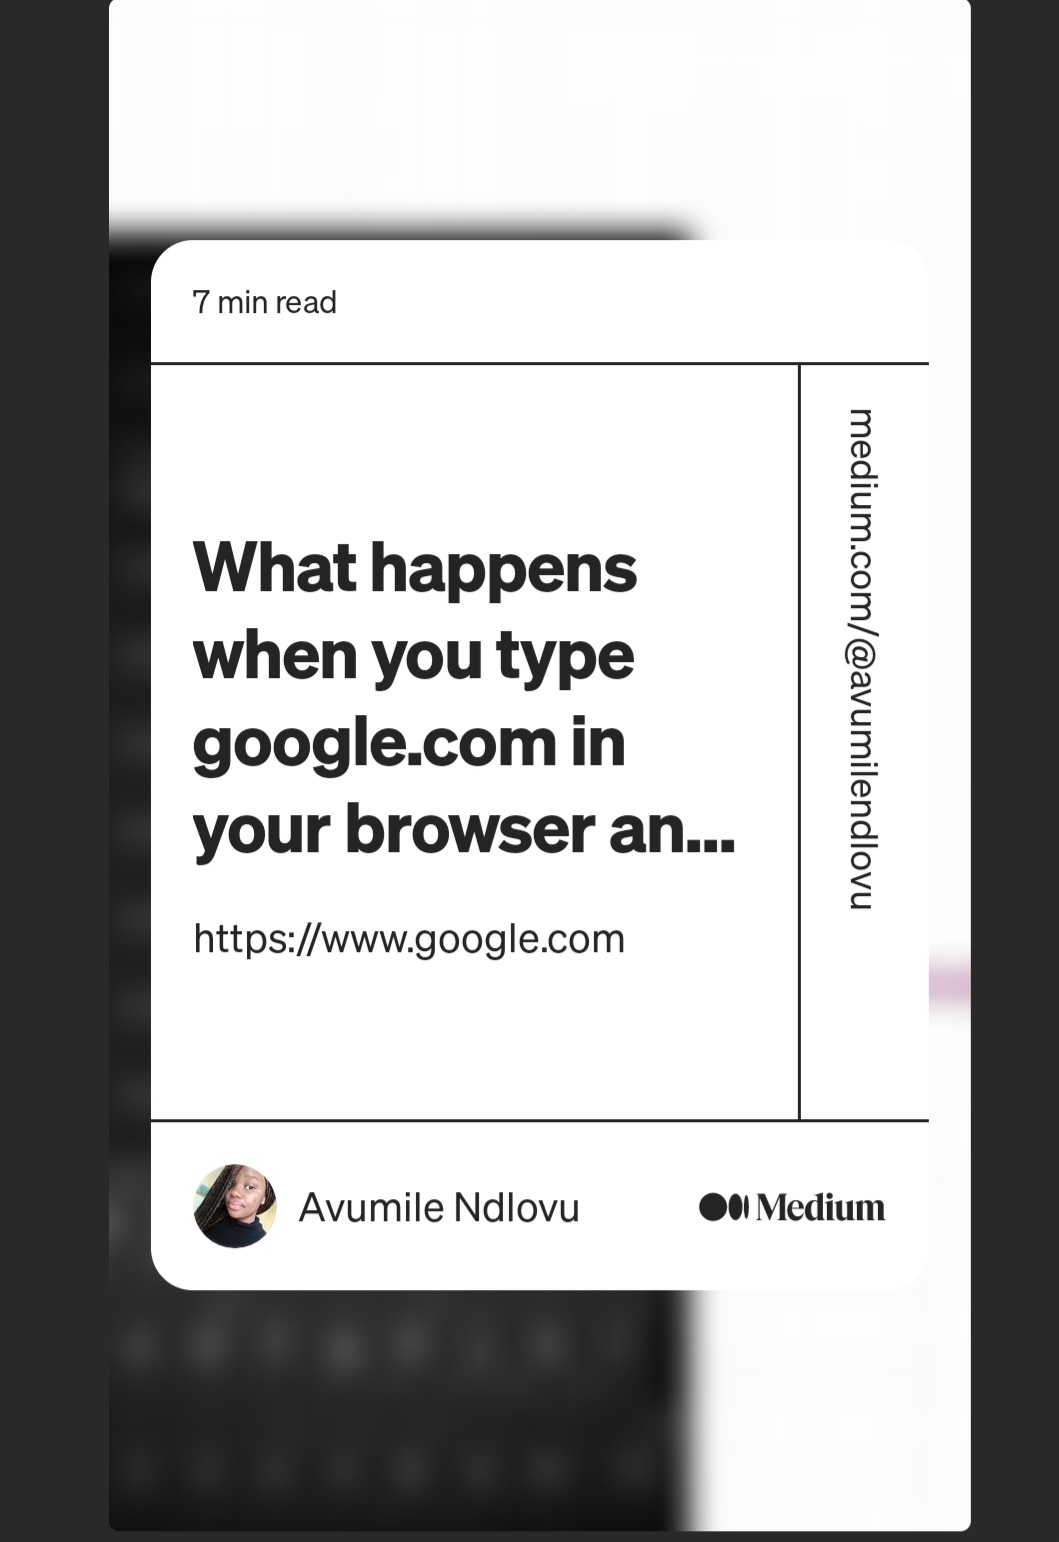 7 min read
What happens
when you type
google.com in
your browser an...
https://www.google.com
medium.com/@avumilendlovu
Avumile Ndlovu
Medium